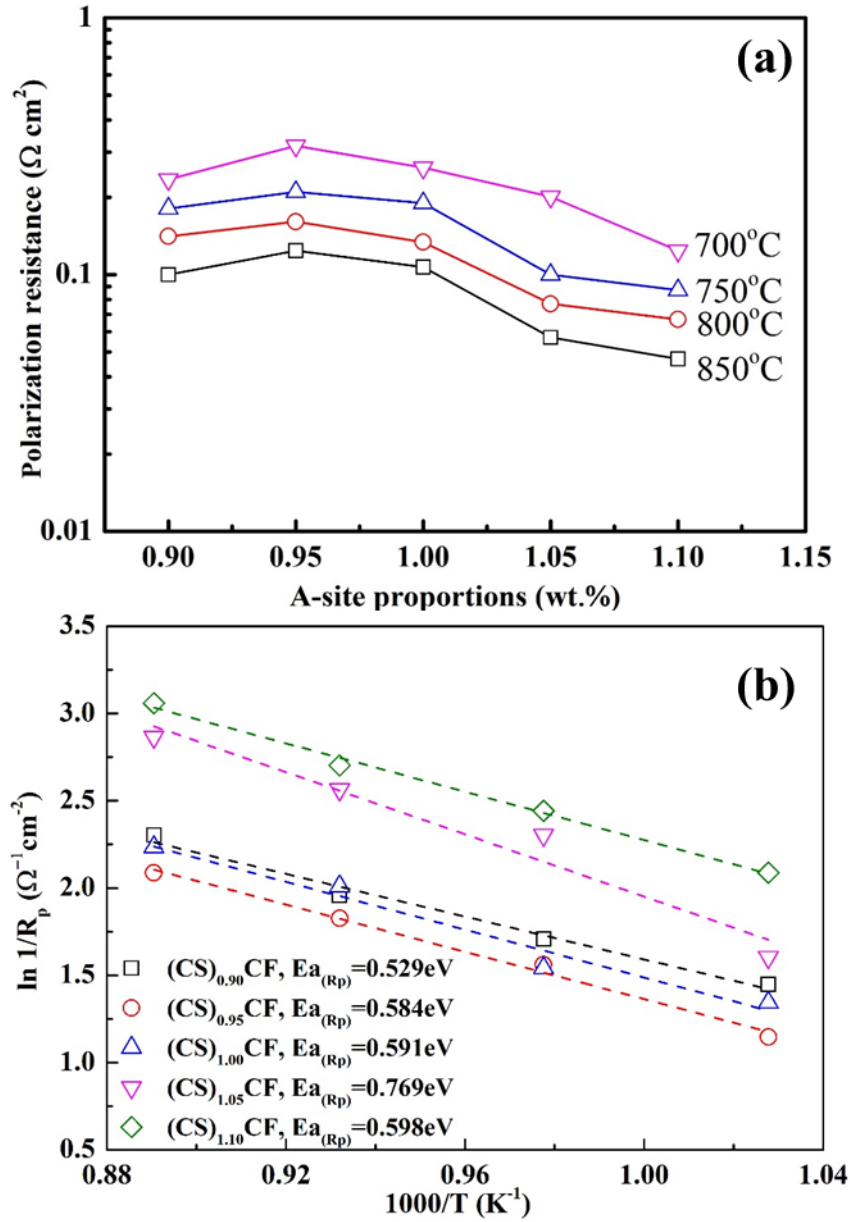 (a)
Polarization resistance (Ω cm²)
1
0.1
0.01
700°C
750°C
800°C
850°C
0.90 0.95 1.00 1.05 1.10 1.15
A-site proportions (wt.%)
(b)
ln 1/Rₚ (Ω⁻¹cm⁻²)
3.5
3.0
2.5
2.0
1.5
1.0
0.5
(CS)₀.₉₀CF, Ea₍Rp₎=0.529eV
(CS)₀.₉₅CF, Ea₍Rp₎=0.584eV
(CS)₁.₀₀CF, Ea₍Rp₎=0.591eV
(CS)₁.₀₅CF, Ea₍Rp₎=0.769eV
(CS)₁.₁₀CF, Ea₍Rp₎=0.598eV
0.88 0.92 0.96 1.00 1.04
1000/T (K⁻¹)